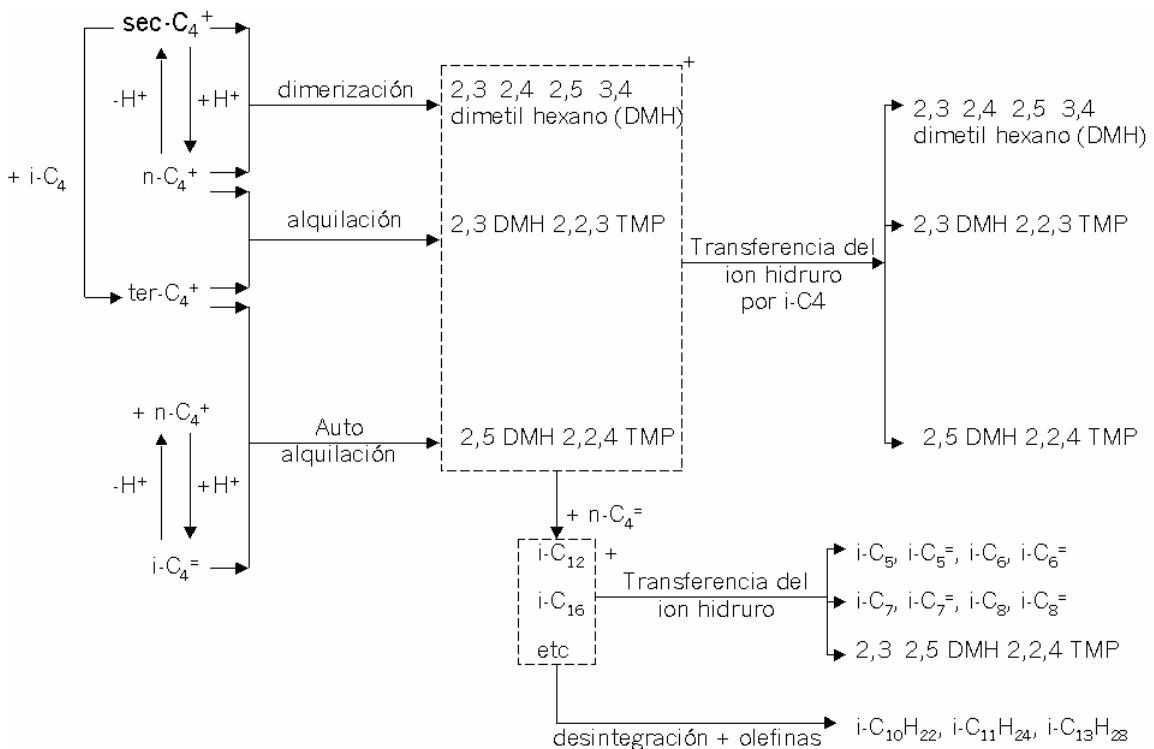 sec-C₄⁺
-H⁺
+H⁺
+ i-C₄
n-C₄⁺
ter-C₄⁺
+ n-C₄⁺
-H⁺
+H⁺
i-C₄⁼
dimerización
alquilación
Auto
alquilación
+
2,3 2,4 2,5 3,4
dimetil hexano (DMH)
2,3 DMH 2,2,3 TMP
2,5 DMH 2,2,4 TMP
Transferencia del
ion hidruro
por i-C4
2,3 2,4 2,5 3,4
dimetil hexano (DMH)
2,3 DMH 2,2,3 TMP
2,5 DMH 2,2,4 TMP
+ n-C₄⁼
i-C₁₂
+
i-C₁₆
etc
Transferencia del
ion hidruro
i-C₅, i-C₅⁼, i-C₆, i-C₆⁼
i-C₇, i-C₇⁼, i-C₈, i-C₈⁼
2,3 2,5 DMH 2,2,4 TMP
desintegración + olefinas
i-C₁₀H₂₂, i-C₁₁H₂₄, i-C₁₃H₂₈